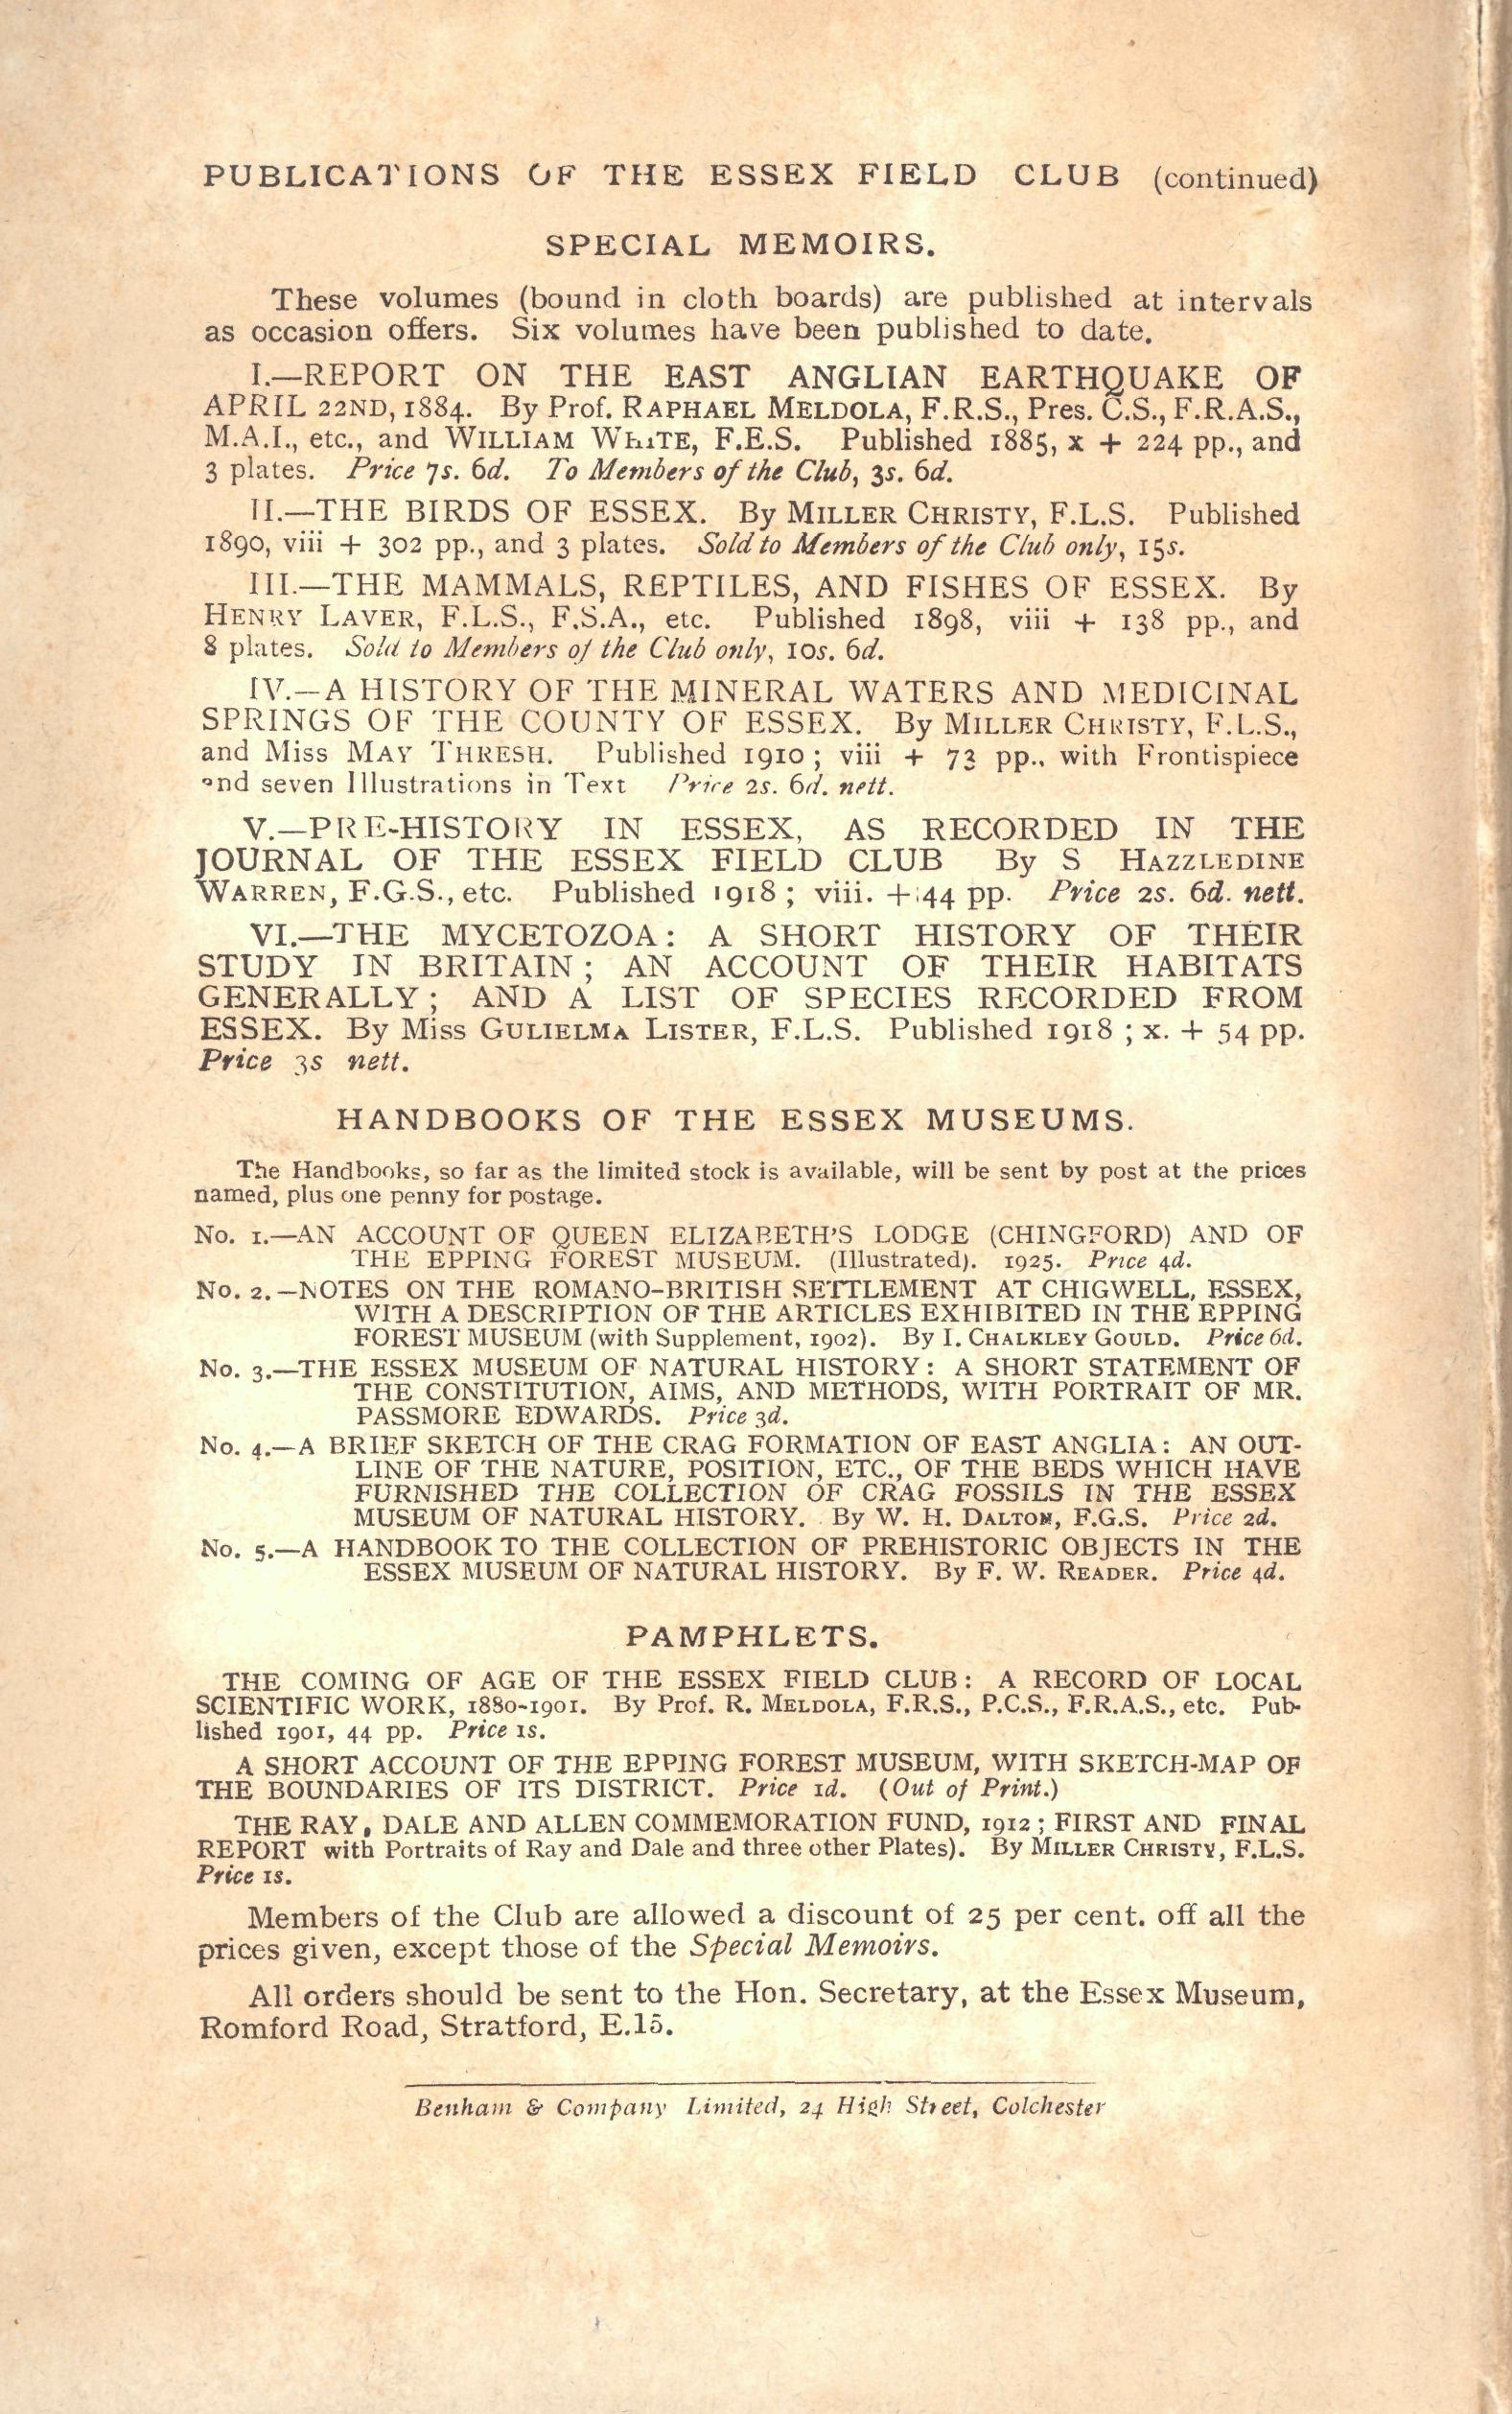 PUBLICATIONS OF THE ESSEX FIELD CLUB (continued)
SPECIAL MEMOIRS.
These volumes (bound in cloth boards) are published at intervals
as occasion offers. Six volumes have been published to date.
I.—REPORT ON THE EAST ANGLIAN EARTHQUAKE OF
APRIL 22ND, 1884. By Prof. RAPHAEL MELDOLA, F.R.S., Pres. C.S., F.R.A.S.,
M.A.I., etc., and WILLIAM WHITE, F.E.S. Published 1885, x + 224 pp., and
3 plates. Price 7s. 6d. To Members of the Club, 3s. 6d.
II.—THE BIRDS OF ESSEX. By MILLER CHRISTY, F.L.S. Published
1890, viii + 302 pp., and 3 plates. Sold to Members of the Club only, 15s.
III.—THE MAMMALS, REPTILES, AND FISHES OF ESSEX. By
HENRY LAVER, F.L.S., F.S.A., etc. Published 1898, viii + 138 pp., and
8 plates. Sold to Members of the Club only, 10s. 6d.
IV.—A HISTORY OF THE MINERAL WATERS AND MEDICINAL
SPRINGS OF THE COUNTY OF ESSEX. By MILLER CHRISTY, F.L.S.,
and Miss MAY THRESH. Published 1910; viii + 73 pp., with Frontispiece
and seven Illustrations in Text Price 2s. 6d. nett.
V.—PRE-HISTORY IN ESSEX, AS RECORDED IN THE
JOURNAL OF THE ESSEX FIELD CLUB By S HAZZLEDINE
WARREN, F.G.S., etc. Published 1918; viii. + 44 pp. Price 2s. 6d. nett.
VI.—THE MYCETOZOA: A SHORT HISTORY OF THEIR
STUDY IN BRITAIN; AN ACCOUNT OF THEIR HABITATS
GENERALLY; AND A LIST OF SPECIES RECORDED FROM
ESSEX. By Miss GULIELMA LISTER, F.L.S. Published 1918; x. + 54 pp.
Price 3s nett.
HANDBOOKS OF THE ESSEX MUSEUMS.
The Handbooks, so far as the limited stock is available, will be sent by post at the prices
named, plus one penny for postage.
No. 1.—AN ACCOUNT OF QUEEN ELIZABETH'S LODGE (CHINGFORD) AND OF
THE EPPING FOREST MUSEUM. (Illustrated). 1925. Price 4d.
No. 2.—NOTES ON THE ROMANO-BRITISH SETTLEMENT AT CHIGWELL, ESSEX,
WITH A DESCRIPTION OF THE ARTICLES EXHIBITED IN THE EPPING
FOREST MUSEUM (with Supplement, 1902). By I. CHALKLEY GOULD. Price 6d.
No. 3.—THE ESSEX MUSEUM OF NATURAL HISTORY: A SHORT STATEMENT OF
THE CONSTITUTION, AIMS, AND METHODS, WITH PORTRAIT OF MR.
PASSMORE EDWARDS. Price 3d.
No. 4.—A BRIEF SKETCH OF THE CRAG FORMATION OF EAST ANGLIA: AN OUT-
LINE OF THE NATURE, POSITION, ETC., OF THE BEDS WHICH HAVE
FURNISHED THE COLLECTION OF CRAG FOSSILS IN THE ESSEX
MUSEUM OF NATURAL HISTORY. By W. H. DALTON, F.G.S. Price 2d.
No. 5.—A HANDBOOK TO THE COLLECTION OF PREHISTORIC OBJECTS IN THE
ESSEX MUSEUM OF NATURAL HISTORY. By F. W. READER. Price 4d.
PAMPHLETS.
THE COMING OF AGE OF THE ESSEX FIELD CLUB: A RECORD OF LOCAL
SCIENTIFIC WORK, 1880-1901. By Prof. R. MELDOLA, F.R.S., P.C.S., F.R.A.S., etc. Pub-
lished 1901, 44 pp. Price 1s.
A SHORT ACCOUNT OF THE EPPING FOREST MUSEUM, WITH SKETCH-MAP OF
THE BOUNDARIES OF ITS DISTRICT. Price 1d. (Out of Print.)
THE RAY, DALE AND ALLEN COMMEMORATION FUND, 1912; FIRST AND FINAL
REPORT with Portraits of Ray and Dale and three other Plates). By MILLER CHRISTY, F.L.S.
Price 1s.
Members of the Club are allowed a discount of 25 per cent. off all the
prices given, except those of the Special Memoirs.
All orders should be sent to the Hon. Secretary, at the Essex Museum,
Romford Road, Stratford, E.15.
Benham & Company Limited, 24 High Street, Colchester